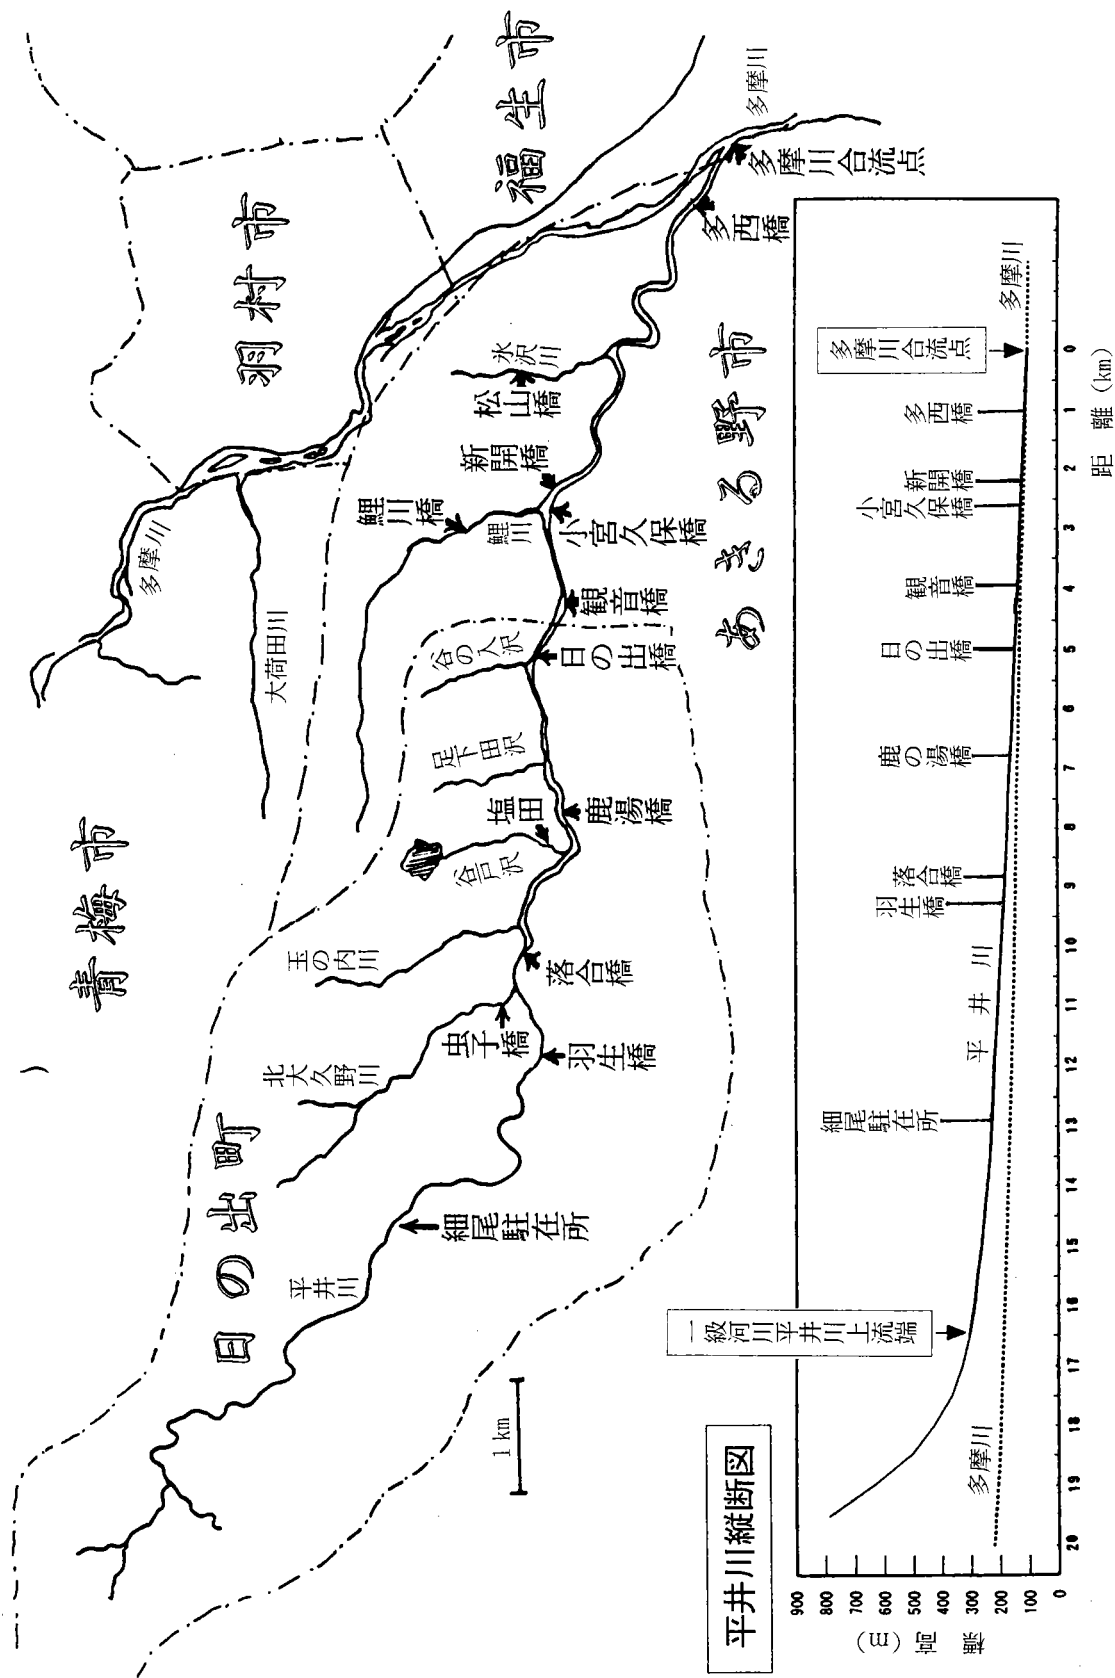 青梅市
羽村市
福生市
日の出町
あきる野市
多摩川
多摩川
大荷田川
氷沢川
鯉川
谷の入沢
足下田沢
谷戸沢
玉の内川
北大久野川
平井川
多摩川合流点
多西橋
松山橋
新開橋
鯉川橋
小宮久保橋
観音橋
日の出橋
塩田
鹿湯橋
落合橋
虫子橋
羽生橋
細尾駐在所
1km
平井川縦断図
標高 (m)
900
800
700
600
500
400
300
200
100
0
一級河川平井川上流端
細尾駐在所
羽生橋
落合橋
鹿の湯橋
日の出橋
観音橋
小宮久保橋
新開橋
多西橋
多摩川合流点
平井川
多摩川
多摩川
20
19
18
17
16
15
14
13
12
11
10
9
8
7
6
5
4
3
2
1
0
距離 (km)